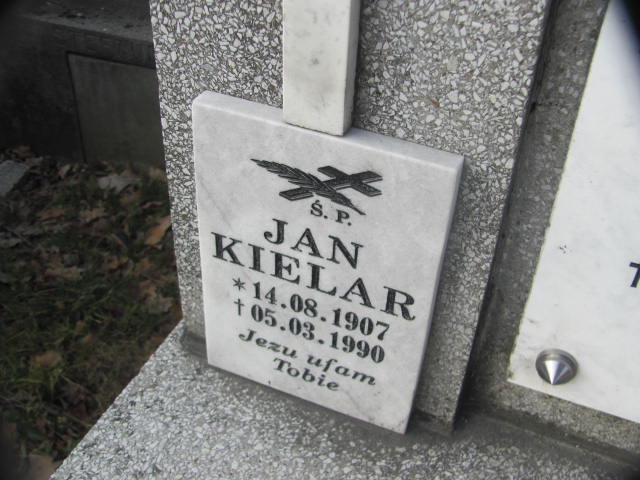 Ś. P.
JAN
KIELAR
* 14.08.1907
† 05.03.1990
Jezu ufam
Tobie